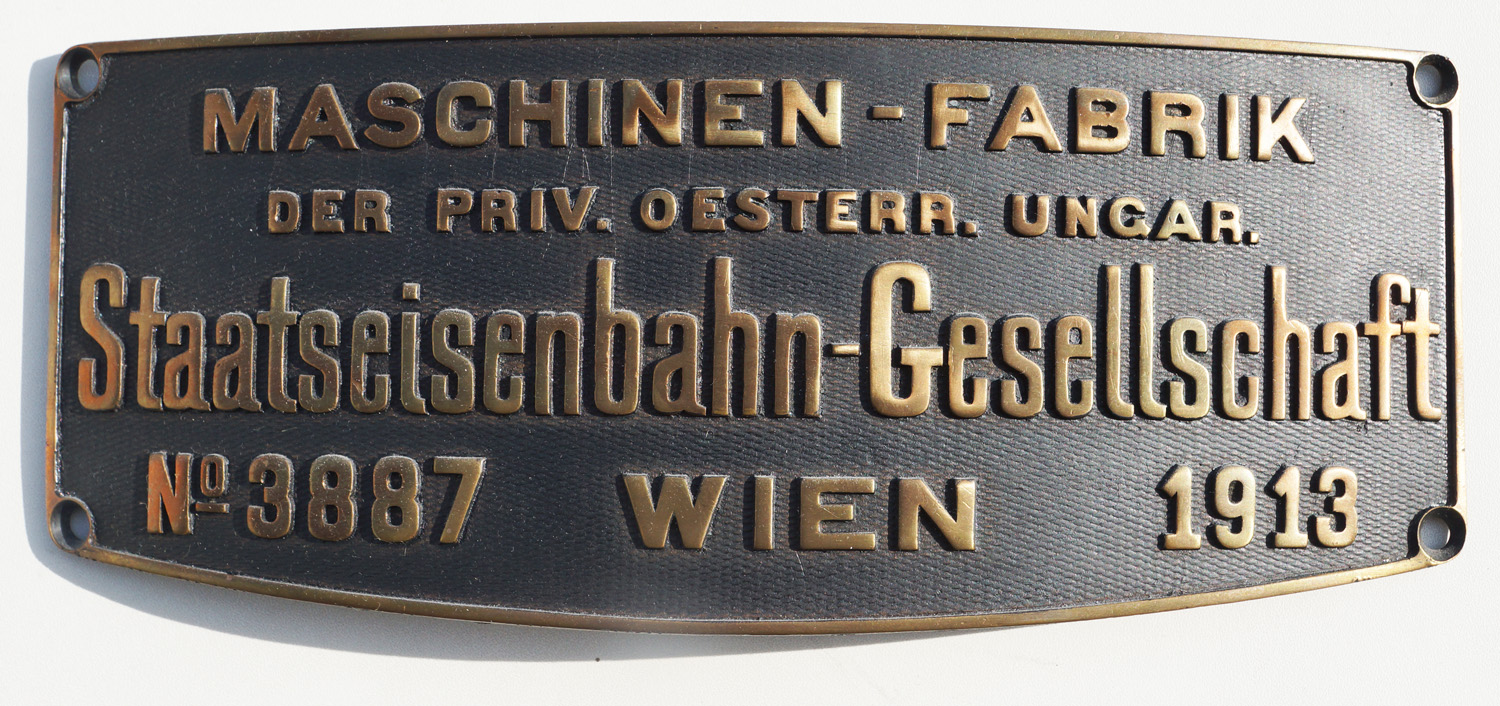 MASCHINEN-FABRIK
DER PRIV. OESTERR. UNGAR.
Staatseisenbahn-Gesellschaft
Nº 3887 WIEN 1913